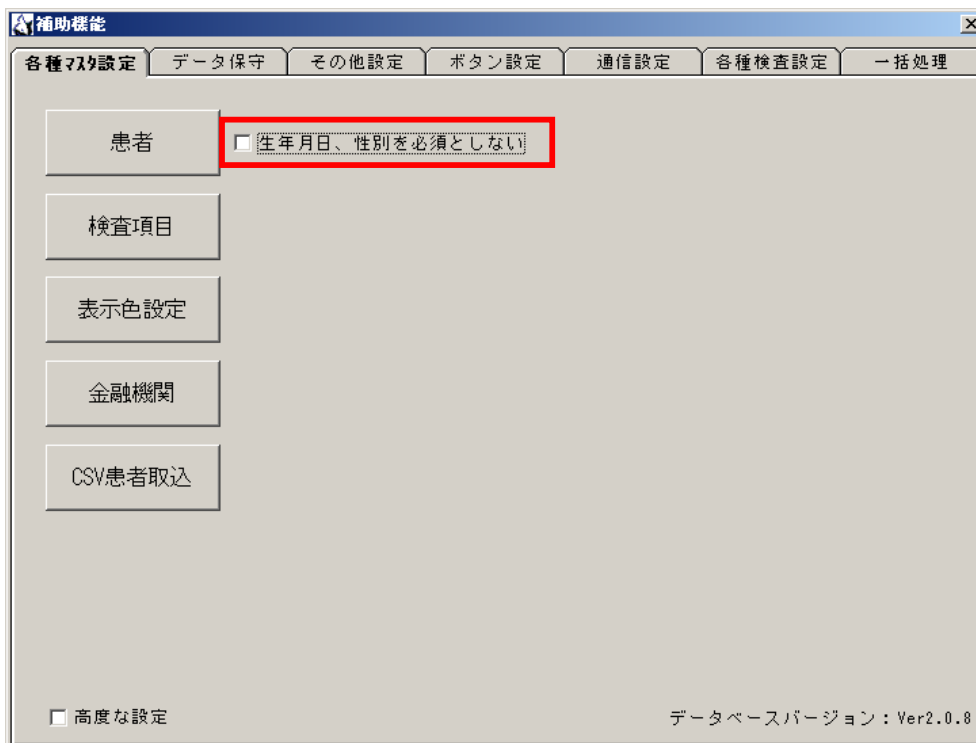 補助機能
各種ﾏｽﾀ設定 データ保守 その他設定 ボタン設定 通信設定 各種検査設定 一括処理
患者 生年月日、性別を必須としない
検査項目
表示色設定
金融機関
CSV患者取込
高度な設定 データベースバージョン：Ver2.0.8